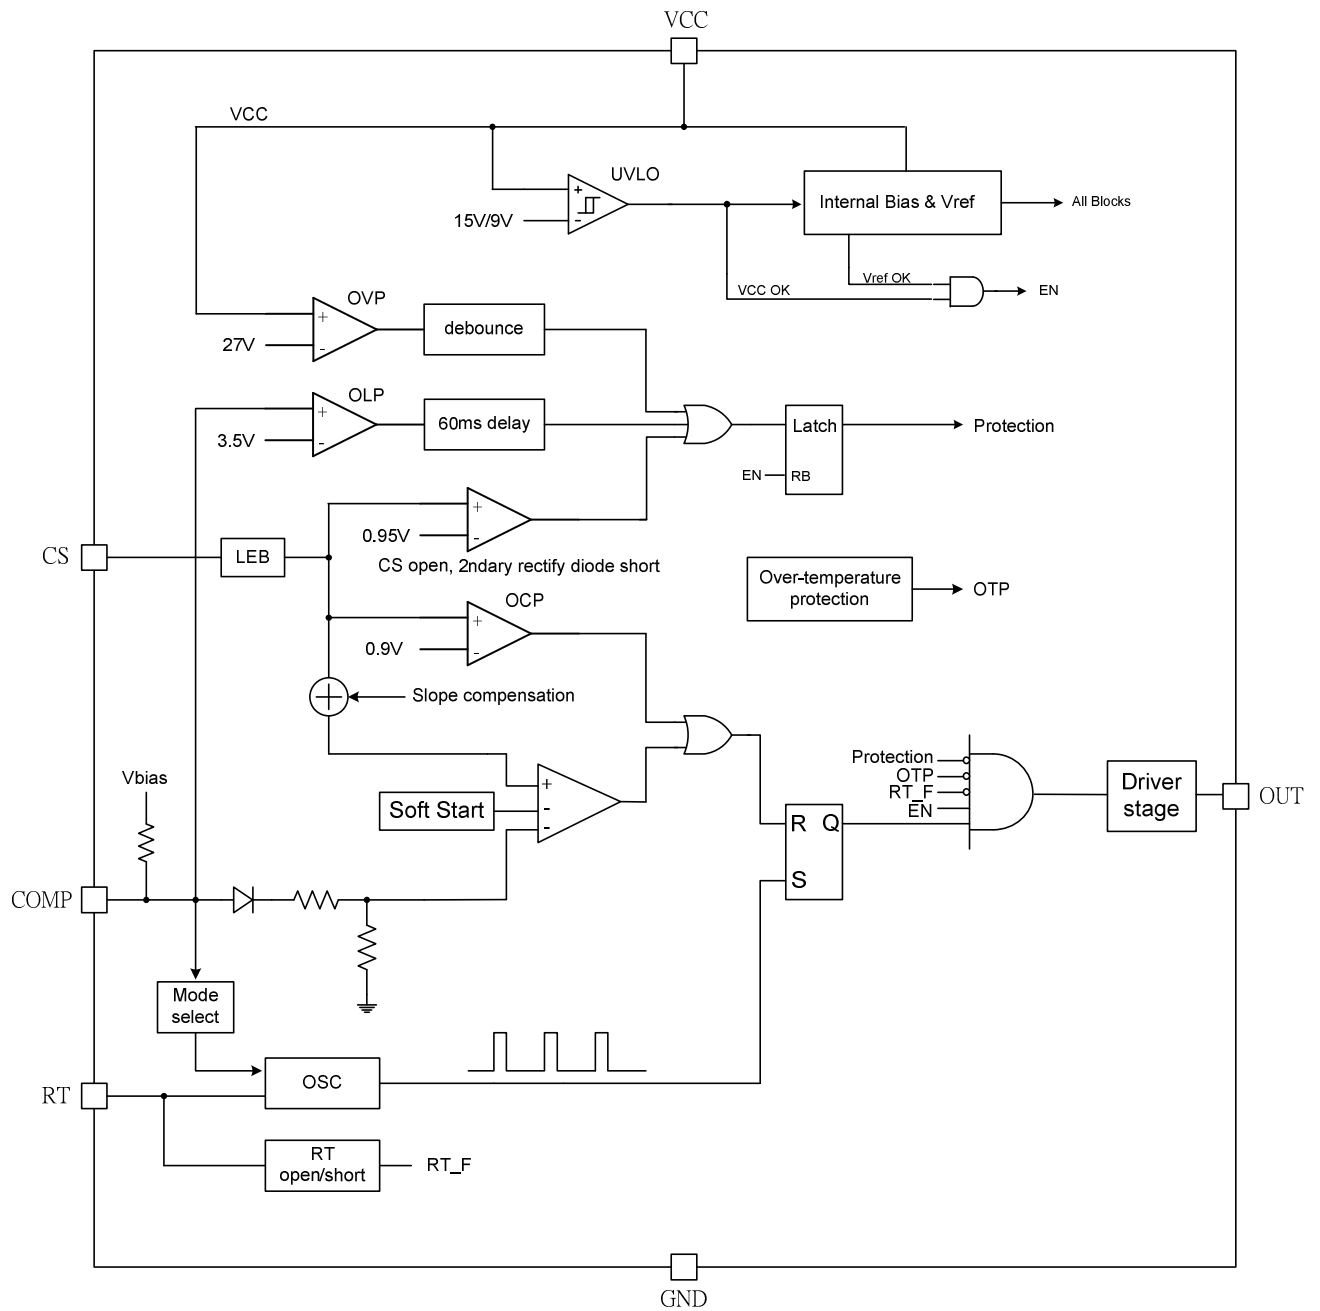 VCC
VCC
UVLO
+
-
15V/9V
Internal Bias & Vref
All Blocks
Vref OK
VCC OK
EN
OVP
+
-
27V
debounce
OLP
+
-
3.5V
60ms delay
Latch
EN
RB
Protection
+
-
0.95V
CS open, 2ndary rectify diode short
CS
LEB
Over-temperature
protection
OTP
OCP
+
-
0.9V
Slope compensation
Vbias
+
-
-
Soft Start
Protection
OTP
RT_F
EN
R Q
S
Driver
stage
OUT
COMP
Mode
select
OSC
RT
RT
open/short
RT_F
GND